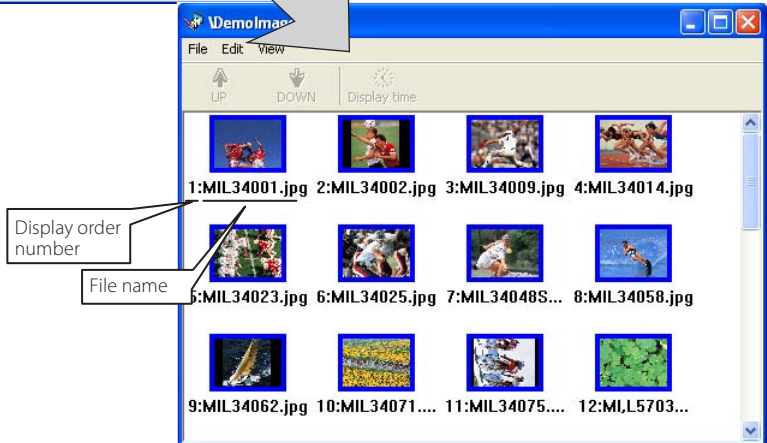 \DemoImage
File Edit View
UP DOWN Display time
1:MIL34001.jpg 2:MIL34002.jpg 3:MIL34009.jpg 4:MIL34014.jpg
Display order
number
File name
:MIL34023.jpg 6:MIL34025.jpg 7:MIL34048S... 8:MIL34058.jpg
9:MIL34062.jpg 10:MIL34071.... 11:MIL34075.... 12:MI,L5703...